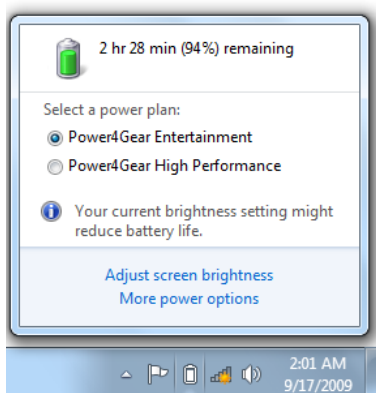 2 hr 28 min (94%) remaining
Select a power plan:
Power4Gear Entertainment
Power4Gear High Performance
Your current brightness setting might
reduce battery life.
Adjust screen brightness
More power options
2:01 AM
9/17/2009